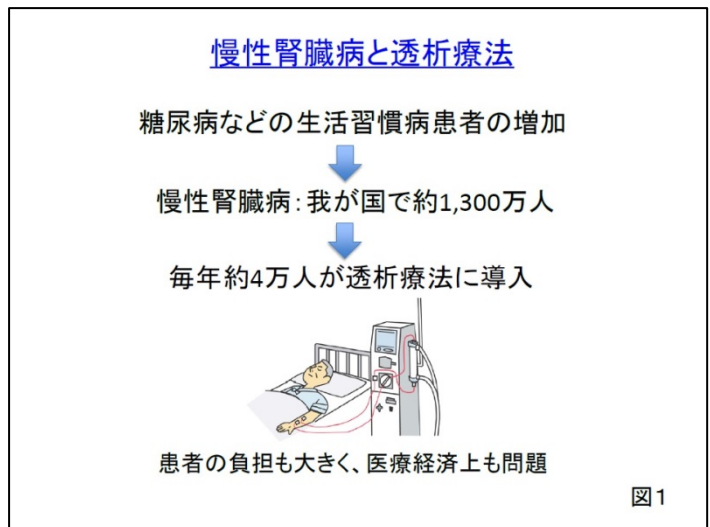 慢性腎臓病と透析療法
糖尿病などの生活習慣病患者の増加
慢性腎臓病：我が国で約1,300万人
毎年約4万人が透析療法に導入
患者の負担も大きく、医療経済上も問題
図1